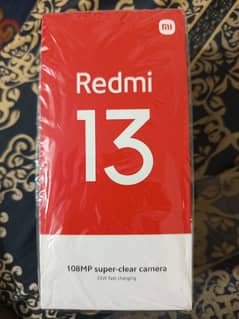 mi
Redmi
13
108MP super-clear camera
33W fast charging